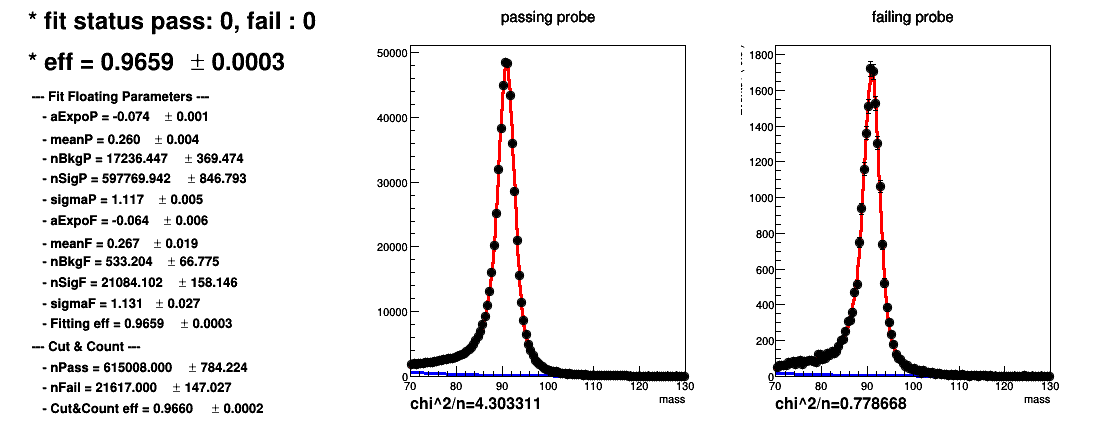 * fit status pass: 0, fail : 0
* eff = 0.9659 ± 0.0003
--- Fit Floating Parameters ---
- aExpoP = -0.074 ± 0.001
- meanP = 0.260 ± 0.004
- nBkgP = 17236.447 ± 369.474
- nSigP = 597769.942 ± 846.793
- sigmaP = 1.117 ± 0.005
- aExpoF = -0.064 ± 0.006
- meanF = 0.267 ± 0.019
- nBkgF = 533.204 ± 66.775
- nSigF = 21084.102 ± 158.146
- sigmaF = 1.131 ± 0.027
- Fitting eff = 0.9659 ± 0.0003
--- Cut & Count ---
- nPass = 615008.000 ± 784.224
- nFail = 21617.000 ± 147.027
- Cut&Count eff = 0.9660 ± 0.0002
passing probe
50000
40000
30000
20000
10000
0
70 80 90 100 110 120 130
mass
chi^2/n=4.303311
failing probe
1800
1600
1400
1200
1000
800
600
400
200
0
70 80 90 100 110 120 130
mass
chi^2/n=0.778668